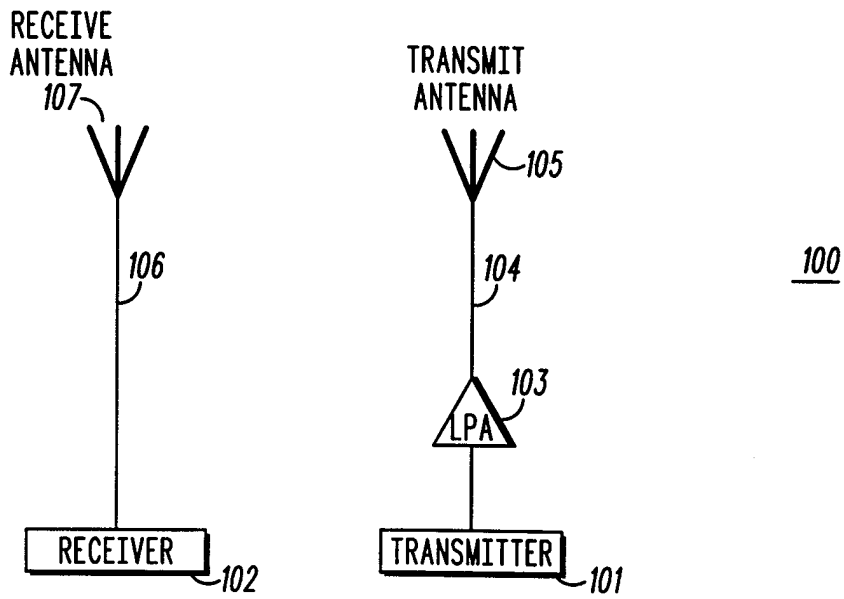 RECEIVE
ANTENNA
107
TRANSMIT
ANTENNA
105
106
104
100
103
LPA
RECEIVER
102
TRANSMITTER
101